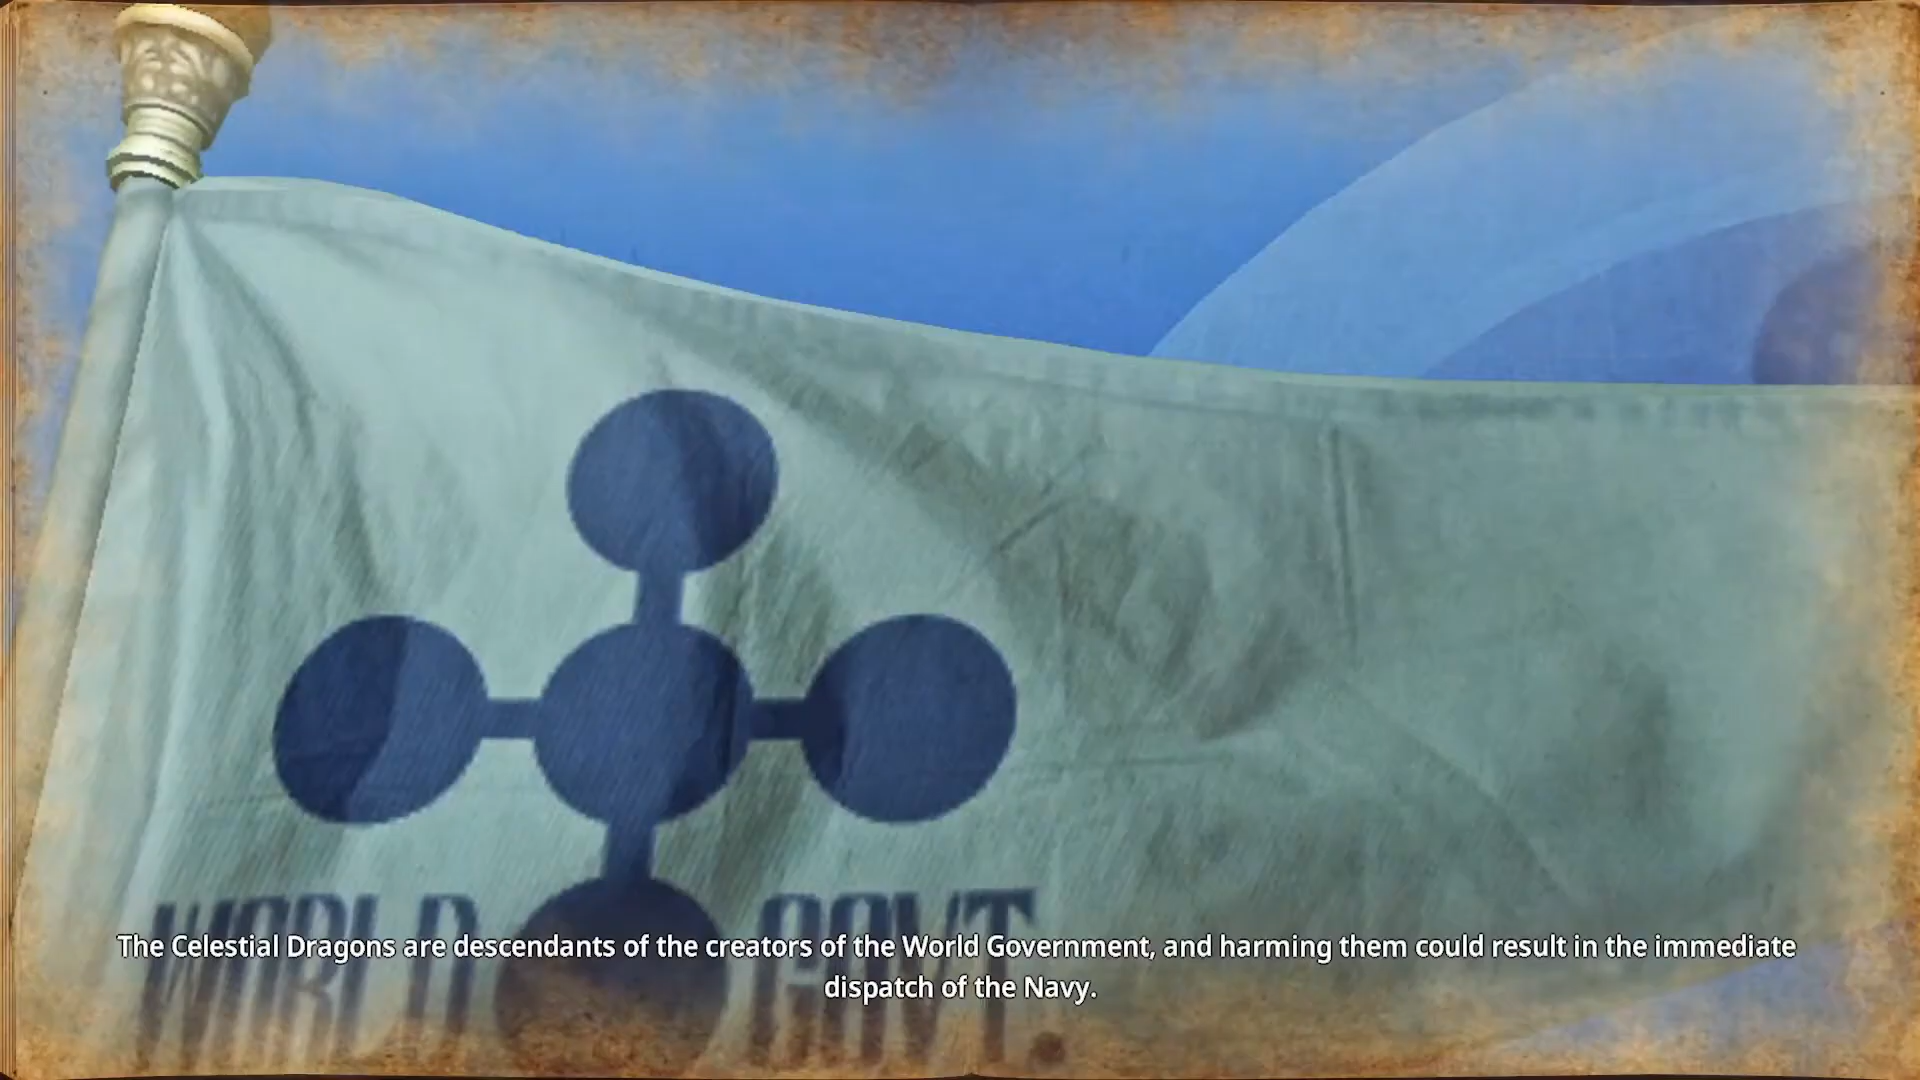 WORLD GOVT.
The Celestial Dragons are descendants of the creators of the World Government, and harming them could result in the immediate
dispatch of the Navy.